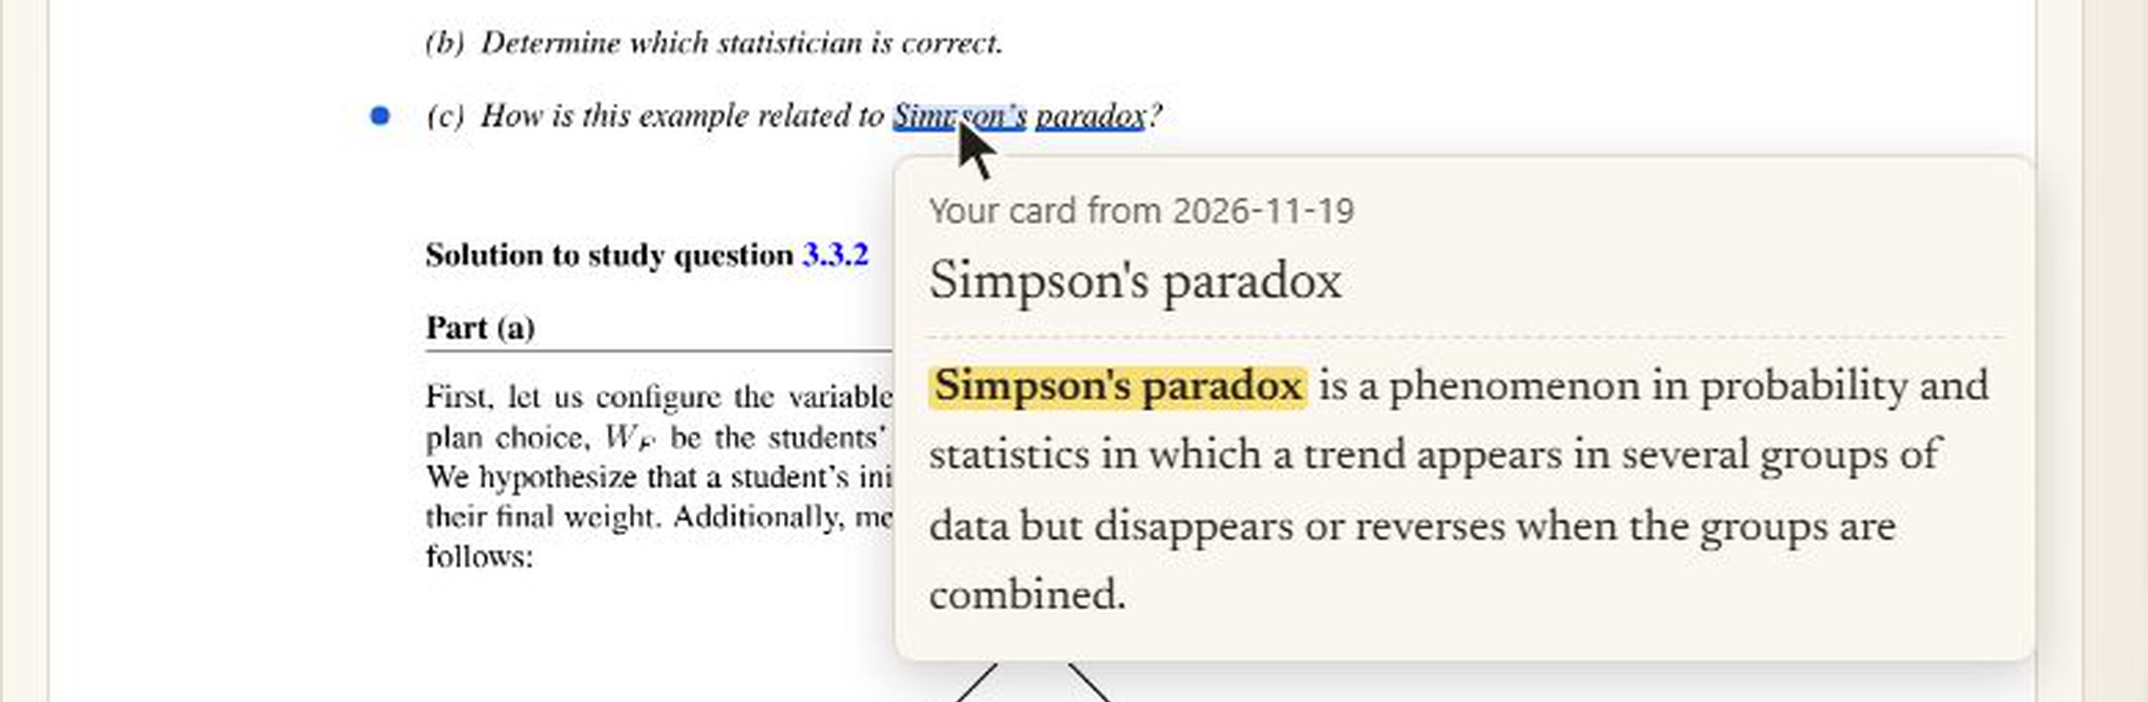 (b) Determine which statistician is correct.
(c) How is this example related to Simpson's paradox?
Your card from 2026-11-19
Simpson's paradox
Simpson's paradox is a phenomenon in probability and
statistics in which a trend appears in several groups of
data but disappears or reverses when the groups are
combined.
Solution to study question 3.3.2
Part (a)
First, let us configure the variable
plan choice, W_F be the students'
We hypothesize that a student's ini
their final weight. Additionally, me
follows: